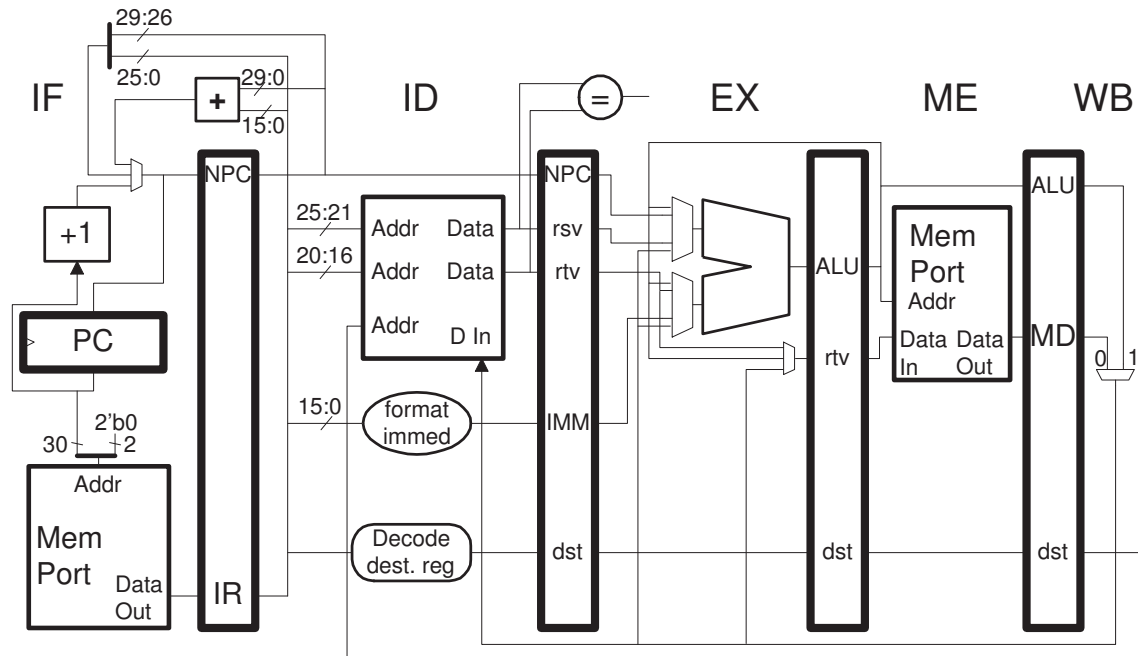 29:26
25:0
IF
+
29:0
15:0
ID
=
EX
ME
WB
NPC
NPC
ALU
+1
25:21
Addr
Data
rsv
20:16
Addr
Data
rtv
ALU
Mem
Port
Addr
PC
Addr
D In
rtv
Data
In
Data
Out
MD
0
1
15:0
format
immed
IMM
30
2'b0
2
Addr
Mem
Port
Data
Out
IR
Decode
dest. reg
dst
dst
dst